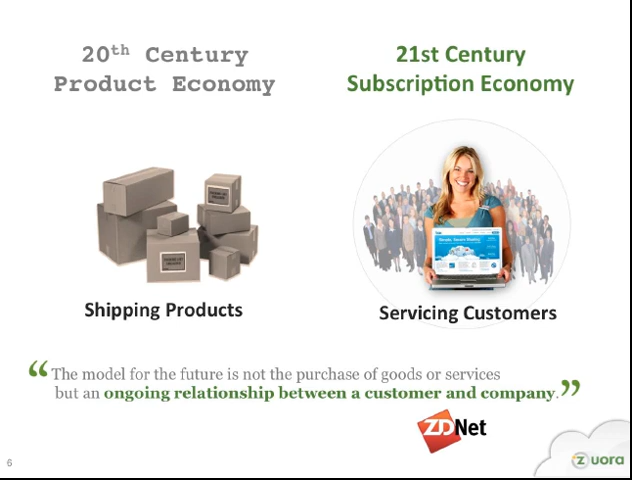 20th Century
Product Economy
21st Century
Subscription Economy
Shipping Products
Servicing Customers
“The model for the future is not the purchase of goods or services
but an ongoing relationship between a customer and company.”
ZDNet
6
zuora